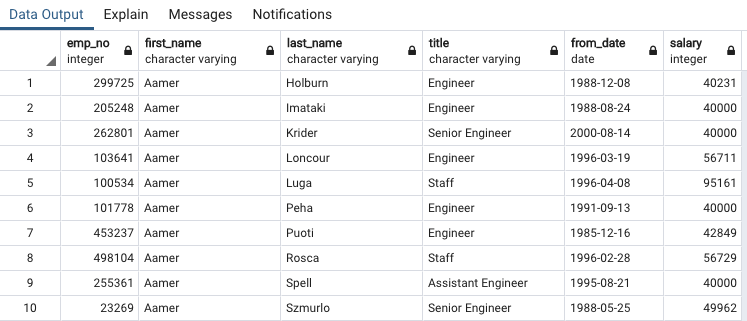 Data Output Explain Messages Notifications
emp_no first_name last_name title from_date salary
integer character varying character varying character varying date integer
1 299725 Aamer Holburn Engineer 1988-12-08 40231
2 205248 Aamer Imataki Engineer 1988-08-24 40000
3 262801 Aamer Krider Senior Engineer 2000-08-14 40000
4 103641 Aamer Loncour Engineer 1996-03-19 56711
5 100534 Aamer Luga Staff 1996-04-08 95161
6 101778 Aamer Peha Engineer 1991-09-13 40000
7 453237 Aamer Puoti Engineer 1985-12-16 42849
8 498104 Aamer Rosca Staff 1996-02-28 56729
9 255361 Aamer Spell Assistant Engineer 1995-08-21 40000
10 23269 Aamer Szmurlo Senior Engineer 1988-05-25 49962